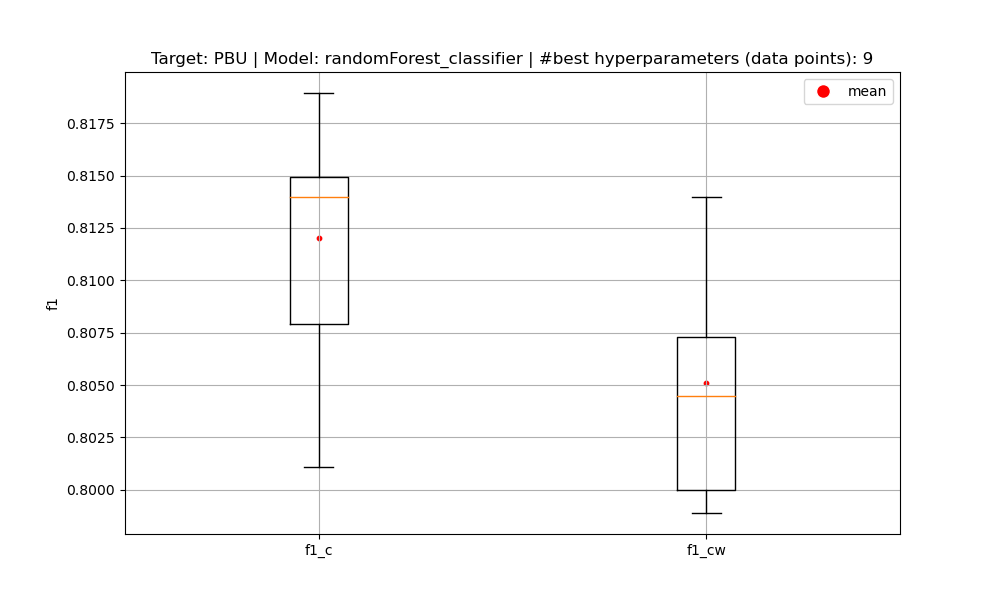 Target: PBU | Model: randomForest_classifier | #best hyperparameters (data points): 9
mean
0.8175
0.8150
0.8125
0.8100
0.8075
0.8050
0.8025
0.8000
f1
f1_c
f1_cw